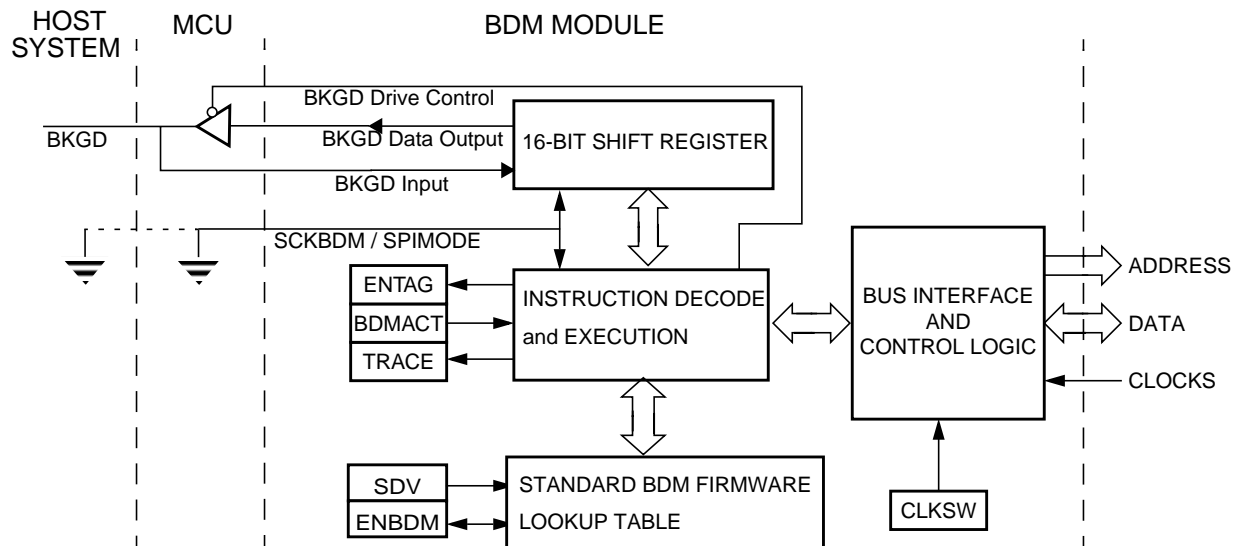 HOST
SYSTEM
MCU
BDM MODULE
BKGD Drive Control
BKGD
BKGD Data Output
16-BIT SHIFT REGISTER
BKGD Input
SCKBDM / SPIMODE
ENTAG
BDMACT
TRACE
INSTRUCTION DECODE
and EXECUTION
BUS INTERFACE
AND
CONTROL LOGIC
ADDRESS
DATA
CLOCKS
SDV
ENBDM
STANDARD BDM FIRMWARE
LOOKUP TABLE
CLKSW